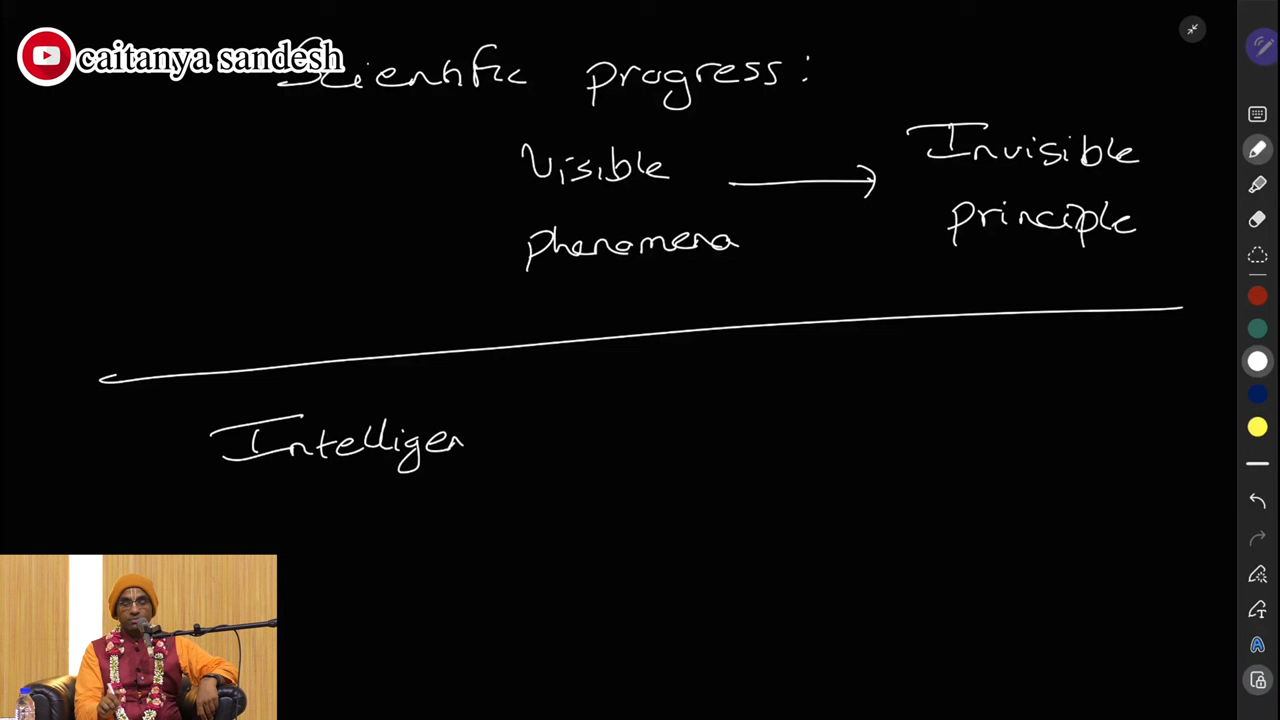 caitanya sandesh
Scientific progress:
Visible Invisible
phenomena principle
Intelligen